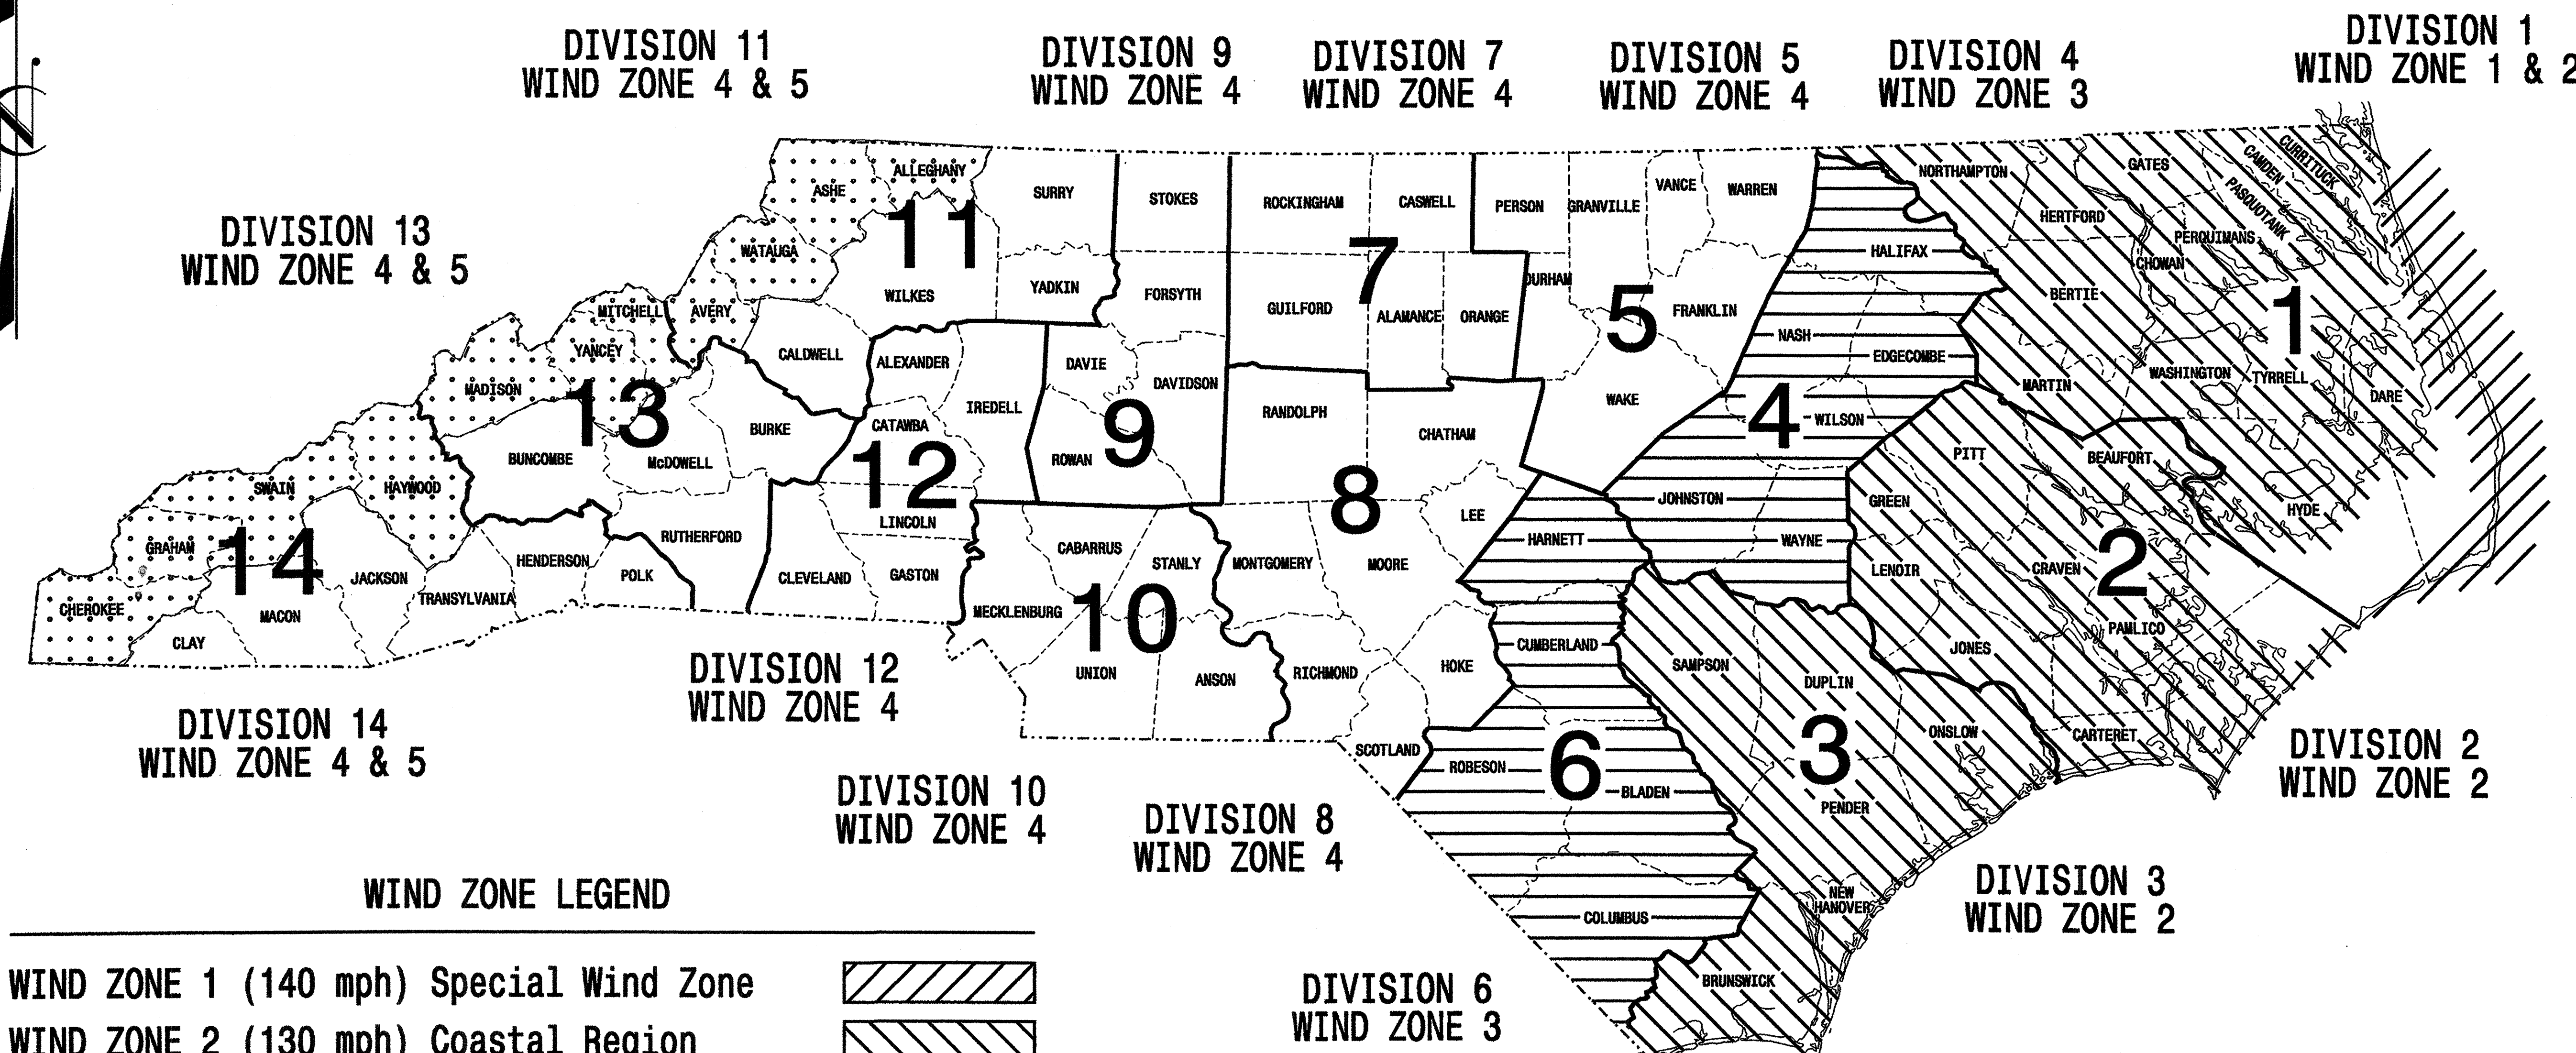 DIVISION 11
WIND ZONE 4 & 5
DIVISION 9
WIND ZONE 4
DIVISION 7
WIND ZONE 4
DIVISION 5
WIND ZONE 4
DIVISION 4
WIND ZONE 3
DIVISION 1
WIND ZONE 1 & 2
DIVISION 13
WIND ZONE 4 & 5
N
ALLEGHANY
ASHE
11
SURRY
STOKES
ROCKINGHAM
CASWELL
PERSON
GRANVILLE
VANCE
WARREN
NORTHAMPTON
GATES
CAMDEN
CURRITUCK
PASQUOTANK
HERTFORD
PERQUIMANS
CHOWAN
HALIFAX
WATAUGA
WILKES
YADKIN
FORSYTH
GUILFORD
7
ALAMANCE
ORANGE
DURHAM
5
FRANKLIN
NASH
EDGECOMBE
BERTIE
1
MITCHELL
AVERY
YANCEY
CALDWELL
ALEXANDER
DAVIE
DAVIDSON
IREDELL
RANDOLPH
WAKE
4
WILSON
MARTIN
WASHINGTON
TYRRELL
DARE
MADISON
13
BURKE
CATAWBA
9
CHATHAM
PITT
BEAUFORT
BUNCOMBE
McDOWELL
12
ROWAN
SWAIN
HAYWOOD
LINCOLN
8
LEE
JOHNSTON
GREEN
HYDE
GRAHAM
14
JACKSON
HENDERSON
RUTHERFORD
POLK
CLEVELAND
GASTON
CABARRUS
STANLY
MONTGOMERY
MOORE
HARNETT
WAYNE
LENOIR
CRAVEN
2
CHEROKEE
MACON
TRANSYLVANIA
CLAY
MECKLENBURG
10
UNION
ANSON
RICHMOND
HOKE
CUMBERLAND
SAMPSON
DUPLIN
JONES
PAMLICO
SCOTLAND
ROBESON
6
BLADEN
3
ONSLOW
CARTERET
PENDER
COLUMBUS
NEW
HANOVER
BRUNSWICK
DIVISION 12
WIND ZONE 4
DIVISION 14
WIND ZONE 4 & 5
DIVISION 10
WIND ZONE 4
DIVISION 8
WIND ZONE 4
DIVISION 2
WIND ZONE 2
DIVISION 3
WIND ZONE 2
DIVISION 6
WIND ZONE 3
WIND ZONE LEGEND
WIND ZONE 1 (140 mph) Special Wind Zone
WIND ZONE 2 (130 mph) Coastal Region